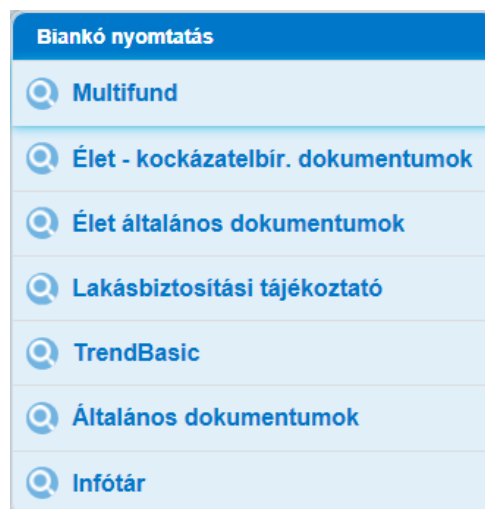 Biankó nyomtatás
Multifund
Élet - kockázatelbír. dokumentumok
Élet általános dokumentumok
Lakásbiztosítási tájékoztató
TrendBasic
Általános dokumentumok
Infótár